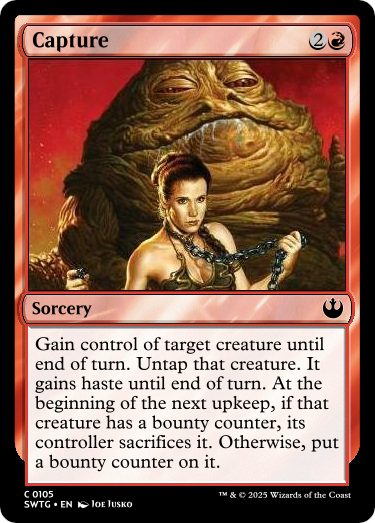 Capture 2
Sorcery
Gain control of target creature until
end of turn. Untap that creature. It
gains haste until end of turn. At the
beginning of the next upkeep, if that
creature has a bounty counter, its
controller sacrifices it. Otherwise, put
a bounty counter on it.
C 0105
SWTG • EN Joe Jusko ™ & © 2025 Wizards of the Coast